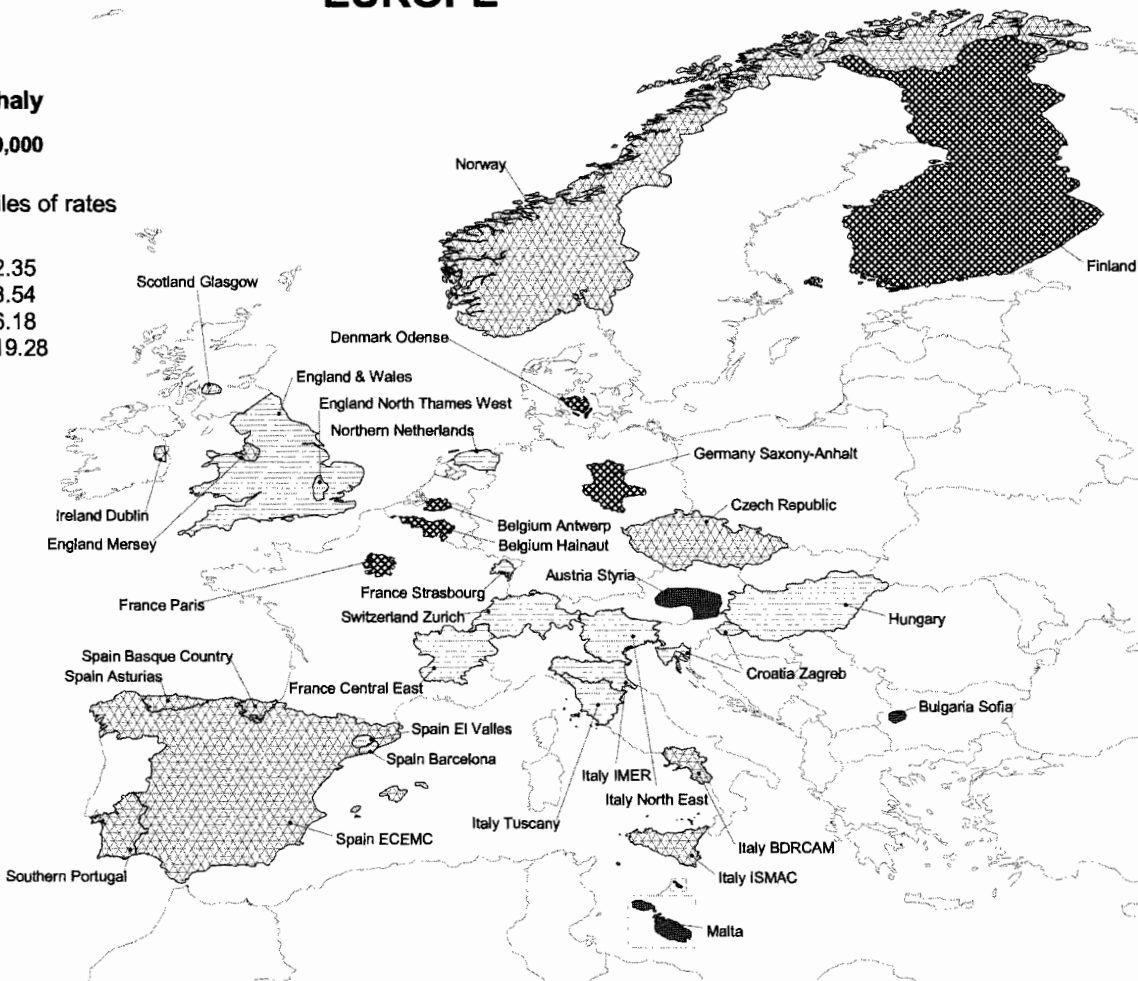 EUROPE
haly
0,000
iles of rates
2.35
3.54
6.18
19.28
Norway
Finland
Scotland Glasgow
Denmark Odense
England & Wales
England North Thames West
Northern Netherlands
Germany Saxony-Anhalt
Czech Republic
Ireland Dublin
England Mersey
Belgium Antwerp
Belgium Hainaut
Austria Styria
France Strasbourg
France Paris
Switzerland Zurich
Hungary
Spain Basque Country
Spain Asturias
France Central East
Croatia Zagreb
Bulgaria Sofia
Spain El Valles
Spain Barcelona
Italy IMER
Italy North East
Italy Tuscany
Spain ECEMC
Italy BDRCAM
Southern Portugal
Italy ISMAC
Malta